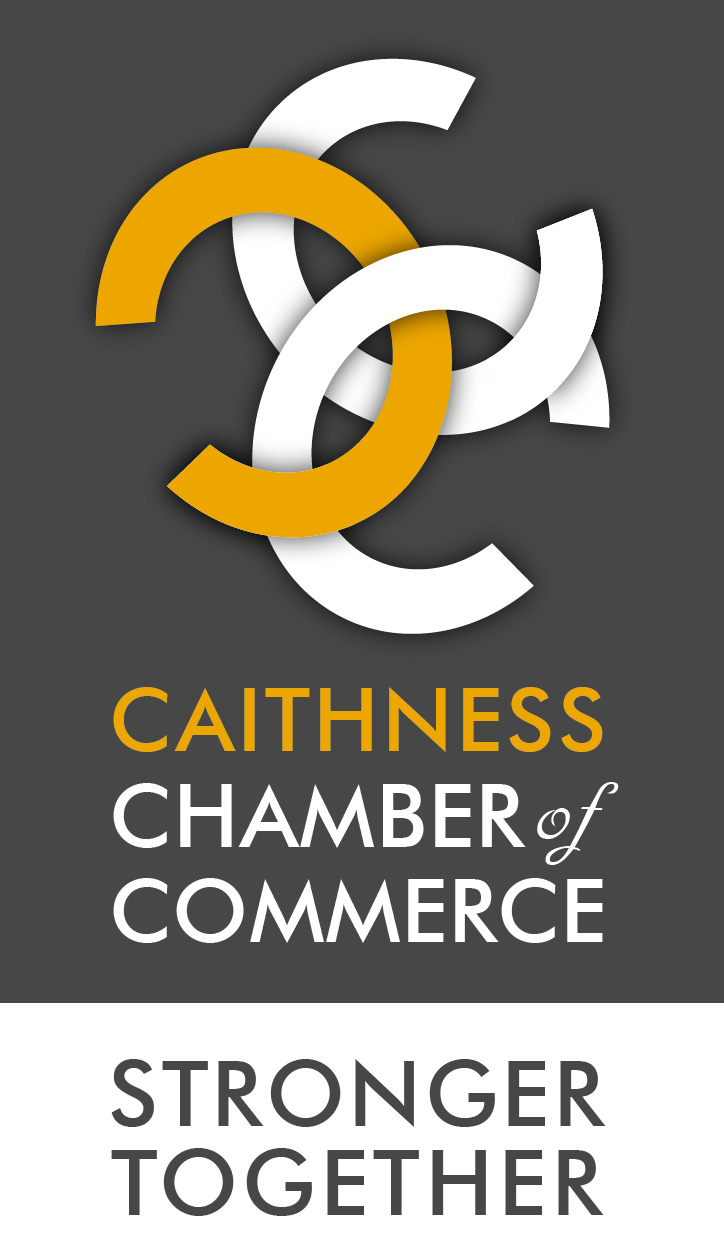 CAITHNESS
CHAMBER of
COMMERCE
STRONGER
TOGETHER